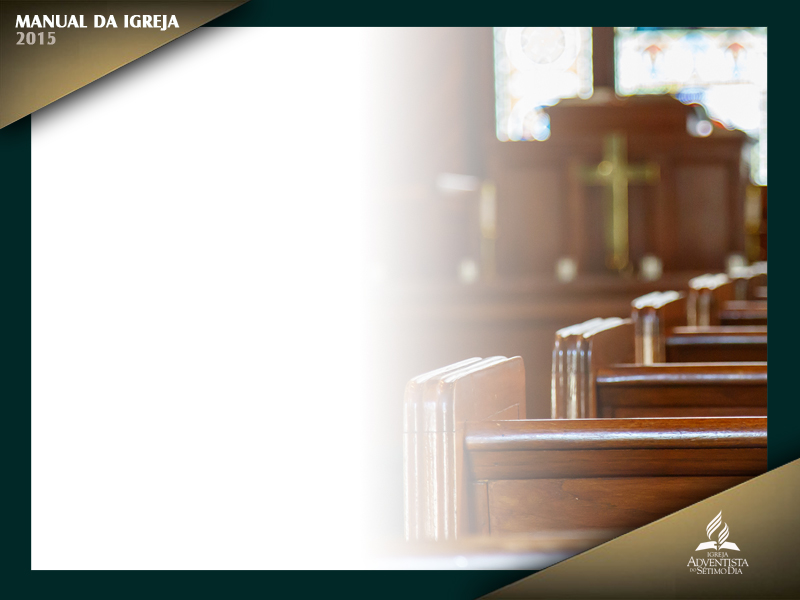 MANUAL DA IGREJA
2015
IGREJA
ADVENTISTA
DO SÉTIMO DIA